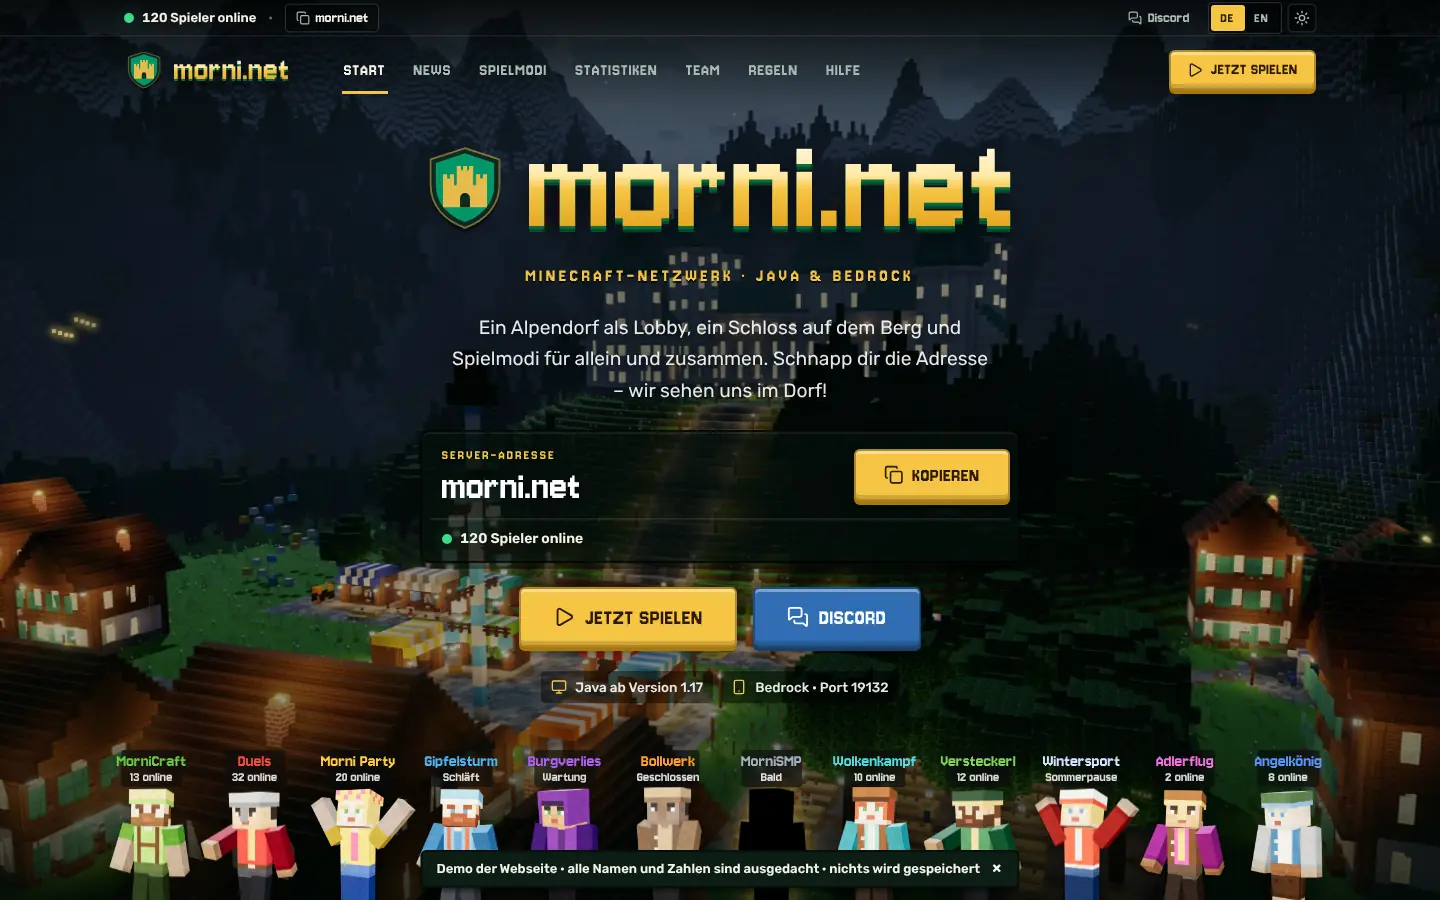 120 Spieler online · morni.net Discord DE EN
morni.net START NEWS SPIELMODI STATISTIKEN TEAM REGELN HILFE JETZT SPIELEN
morni.net
MINECRAFT-NETZWERK · JAVA & BEDROCK
Ein Alpendorf als Lobby, ein Schloss auf dem Berg und
Spielmodi für allein und zusammen. Schnapp dir die Adresse
– wir sehen uns im Dorf!
SERVER-ADRESSE
morni.net
KOPIEREN
120 Spieler online
JETZT SPIELEN DISCORD
Java ab Version 1.17 Bedrock • Port 19132
MorniCraft Duels Morni Party Gipfelsturm Burgverlies Bollwerk MorniSMP Wolkenkampf Versteckerl Wintersport Adlerflug Angelkönig
13 online 32 online 20 online Schläft Wartung Geschlossen Bald 10 online 12 online Sommerpause 2 online 8 online
Demo der Webseite • alle Namen und Zahlen sind ausgedacht • nichts wird gespeichert ×